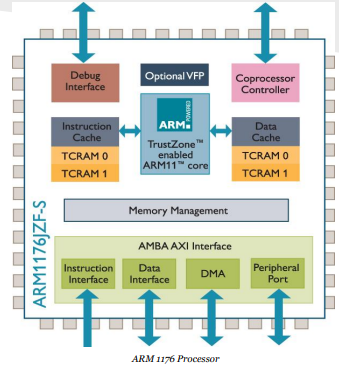 Debug
Interface
Optional VFP
Coprocessor
Controller
Instruction
Cache
TCRAM 0
TCRAM 1
ARM POWERED
TrustZone™
enabled
ARM11™ core
Data
Cache
TCRAM 0
TCRAM 1
Memory Management
ARM1176JZF-S
AMBA AXI Interface
Instruction
Interface
Data
Interface
DMA
Peripheral
Port
ARM 1176 Processor